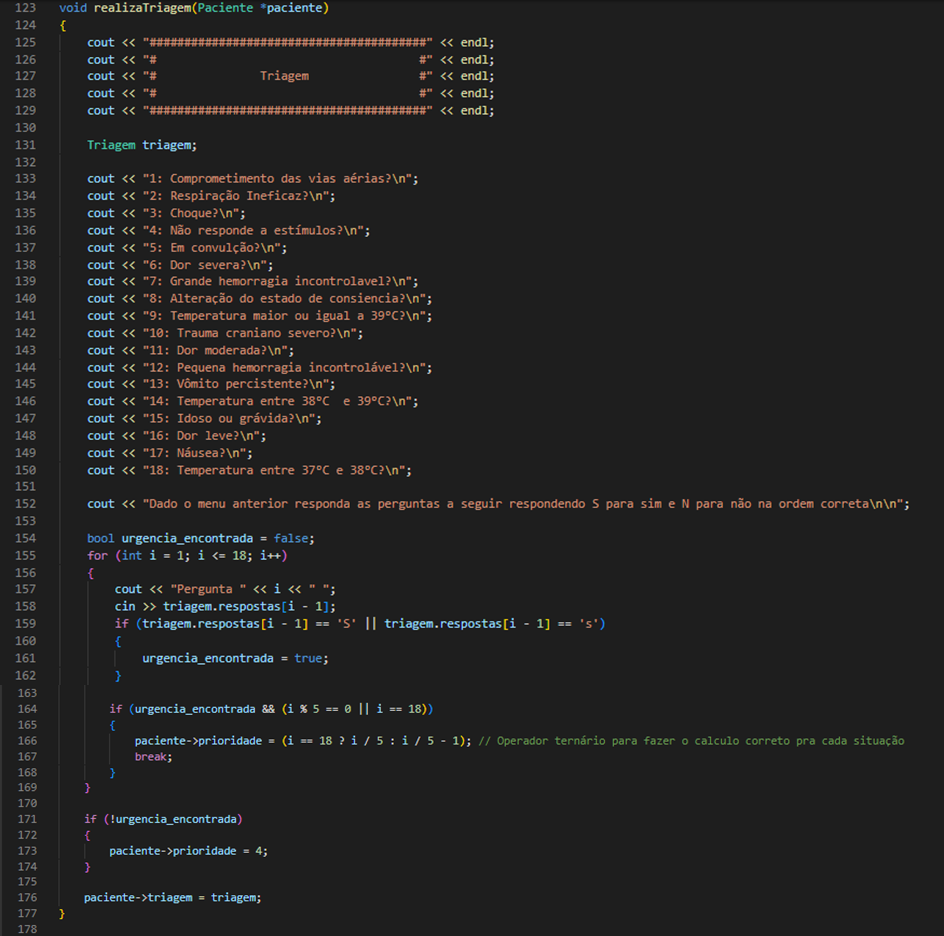 123 void realizaTriagem(Paciente *paciente)
124 {
125     cout << "########################################" << endl;
126     cout << "#                                      #" << endl;
127     cout << "#               Triagem                #" << endl;
128     cout << "#                                      #" << endl;
129     cout << "########################################" << endl;
130
131     Triagem triagem;
132
133     cout << "1: Comprometimento das vias aérias?\n";
134     cout << "2: Respiração Ineficaz?\n";
135     cout << "3: Choque?\n";
136     cout << "4: Não responde a estímulos?\n";
137     cout << "5: Em convulção?\n";
138     cout << "6: Dor severa?\n";
139     cout << "7: Grande hemorragia incontrolavel?\n";
140     cout << "8: Alteração do estado de consiencia?\n";
141     cout << "9: Temperatura maior ou igual a 39ºC?\n";
142     cout << "10: Trauma craniano severo?\n";
143     cout << "11: Dor moderada?\n";
144     cout << "12: Pequena hemorragia incontrolável?\n";
145     cout << "13: Vômito percistente?\n";
146     cout << "14: Temperatura entre 38ºC  e 39ºC?\n";
147     cout << "15: Idoso ou grávida?\n";
148     cout << "16: Dor leve?\n";
149     cout << "17: Náusea?\n";
150     cout << "18: Temperatura entre 37ºC e 38ºC?\n";
151
152     cout << "Dado o menu anterior responda as perguntas a seguir respondendo S para sim e N para não na ordem correta\n\n";
153
154     bool urgencia_encontrada = false;
155     for (int i = 1; i <= 18; i++)
156     {
157         cout << "Pergunta " << i << " ";
158         cin >> triagem.respostas[i - 1];
159         if (triagem.respostas[i - 1] == 'S' || triagem.respostas[i - 1] == 's')
160         {
161             urgencia_encontrada = true;
162         }
163
164         if (urgencia_encontrada && (i % 5 == 0 || i == 18))
165         {
166             paciente->prioridade = (i == 18 ? i / 5 : i / 5 - 1); // Operador ternário para fazer o calculo correto pra cada situação
167             break;
168         }
169     }
170
171     if (!urgencia_encontrada)
172     {
173         paciente->prioridade = 4;
174     }
175
176     paciente->triagem = triagem;
177 }
178